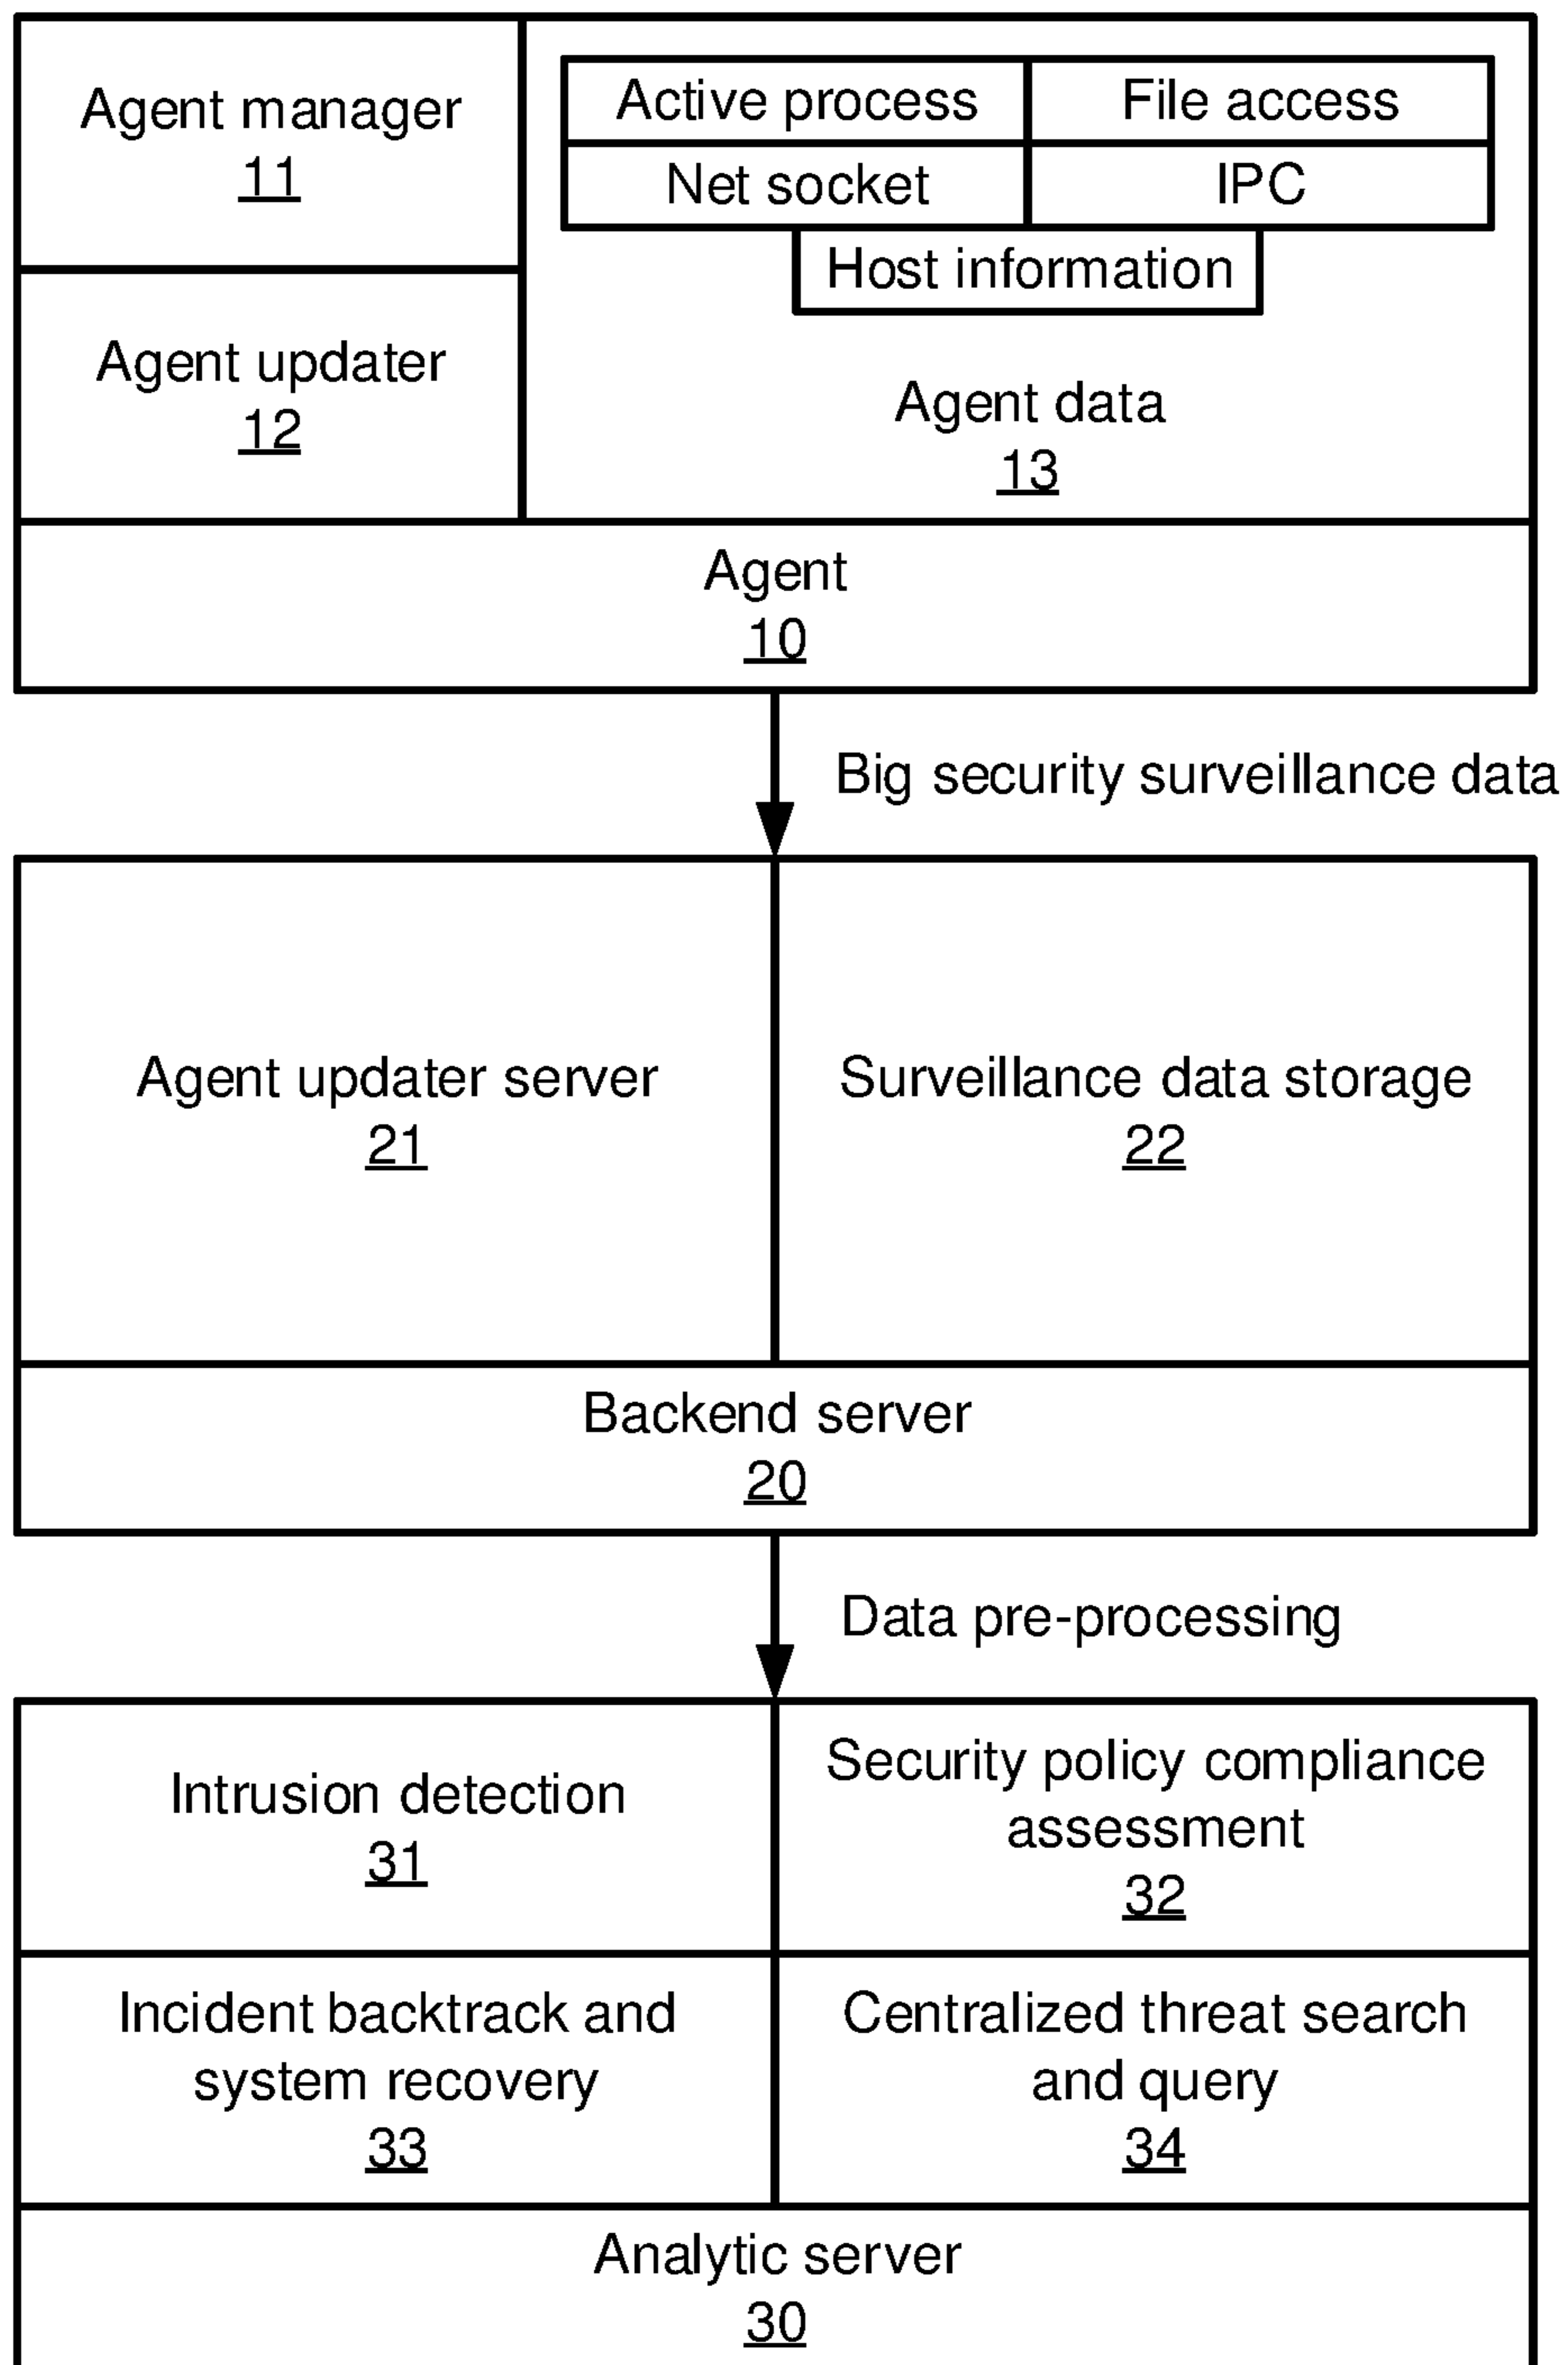 Agent manager
11
Agent updater
12
Active process
File access
Net socket
IPC
Host information
Agent data
13
Agent
10
Big security surveillance data
Agent updater server
21
Surveillance data storage
22
Backend server
20
Data pre-processing
Intrusion detection
31
Security policy compliance
assessment
32
Incident backtrack and
system recovery
33
Centralized threat search
and query
34
Analytic server
30